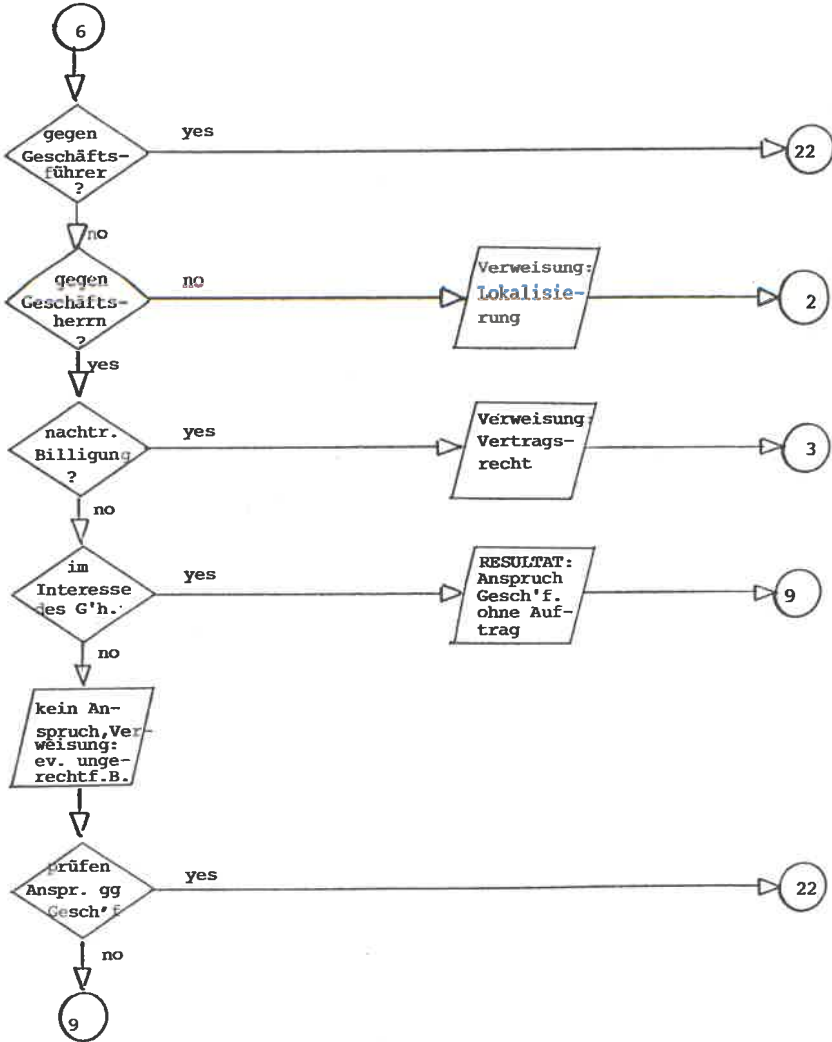 6
gegen
Geschäfts-
führer
?
yes
22
no
gegen
Geschäfts-
herrn
?
no
Verweisung:
Lokalisie-
rung
2
yes
nachtr.
Billigung
?
yes
Verweisung:
Vertrags-
recht
3
no
im
Interesse
des G'h.
yes
RESULTAT:
Anspruch
Gesch'f.
ohne Auf-
trag
9
no
kein An-
spruch,Ver-
weisung:
ev. unge-
rechtf.B.
prüfen
Anspr. gg
Gesch'f
yes
22
no
9